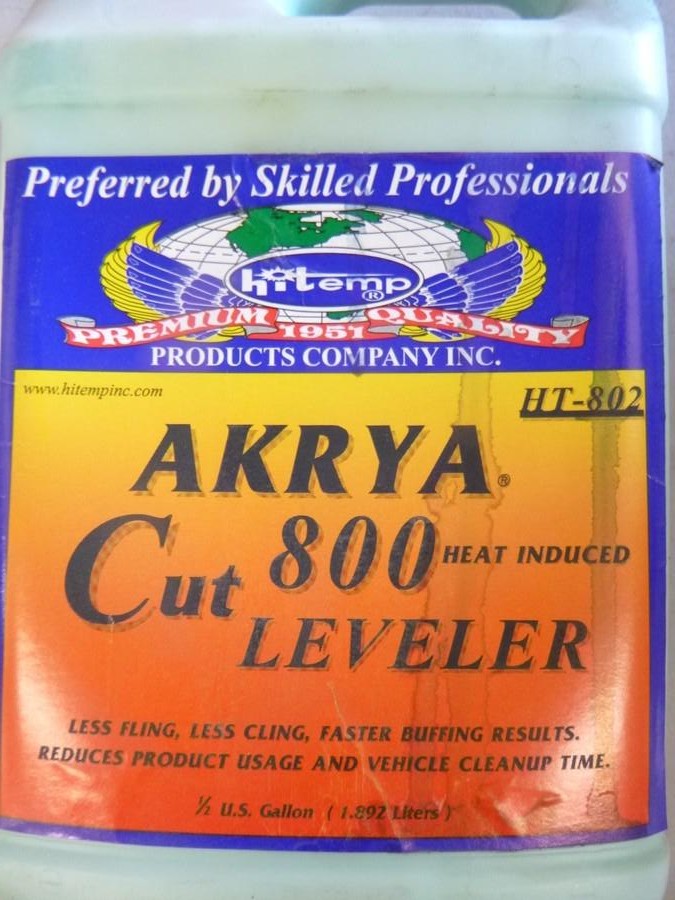 Preferred by Skilled Professionals
hitemp®
PREMIUM 1951 QUALITY
PRODUCTS COMPANY INC.
www.hitempinc.com
HT-802
AKRYA®
Cut 800 HEAT INDUCED
LEVELER
LESS FLING, LESS CLING, FASTER BUFFING RESULTS.
REDUCES PRODUCT USAGE AND VEHICLE CLEANUP TIME.
½ U.S. Gallon ( 1.892 Liters )